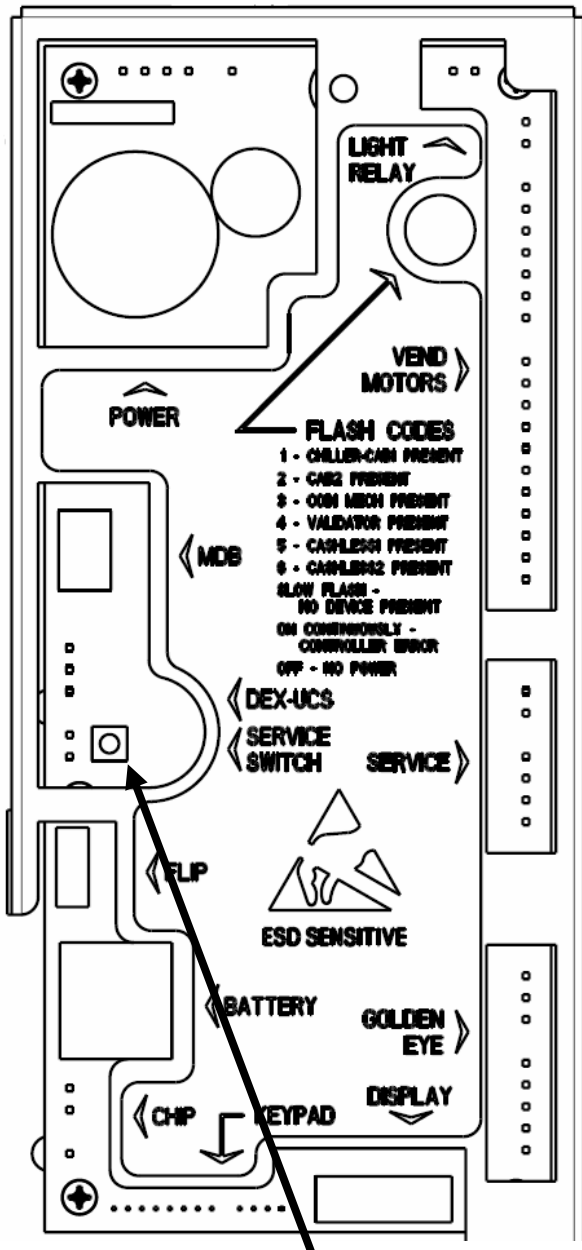 LIGHT
RELAY
VEND
MOTORS
POWER
FLASH CODES
1 - CHILLER-CAB1 PRESENT
2 - CAB2 PRESENT
3 - COIN MECH PRESENT
4 - VALIDATOR PRESENT
5 - CASHLESS1 PRESENT
6 - CASHLESS2 PRESENT
SLOW FLASH -
NO DEVICE PRESENT
ON CONTINUOUSLY -
CONTROLLER ERROR
OFF - NO POWER
MDB
DEX-UCS
SERVICE
SWITCH
SERVICE
FLIP
ESD SENSITIVE
BATTERY
GOLDEN
EYE
DISPLAY
CHIP
KEYPAD